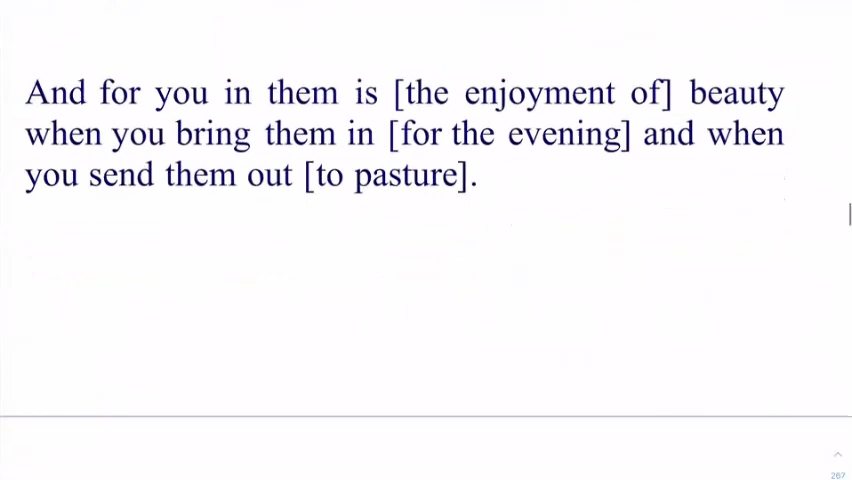 And for you in them is [the enjoyment of] beauty
when you bring them in [for the evening] and when
you send them out [to pasture].
267